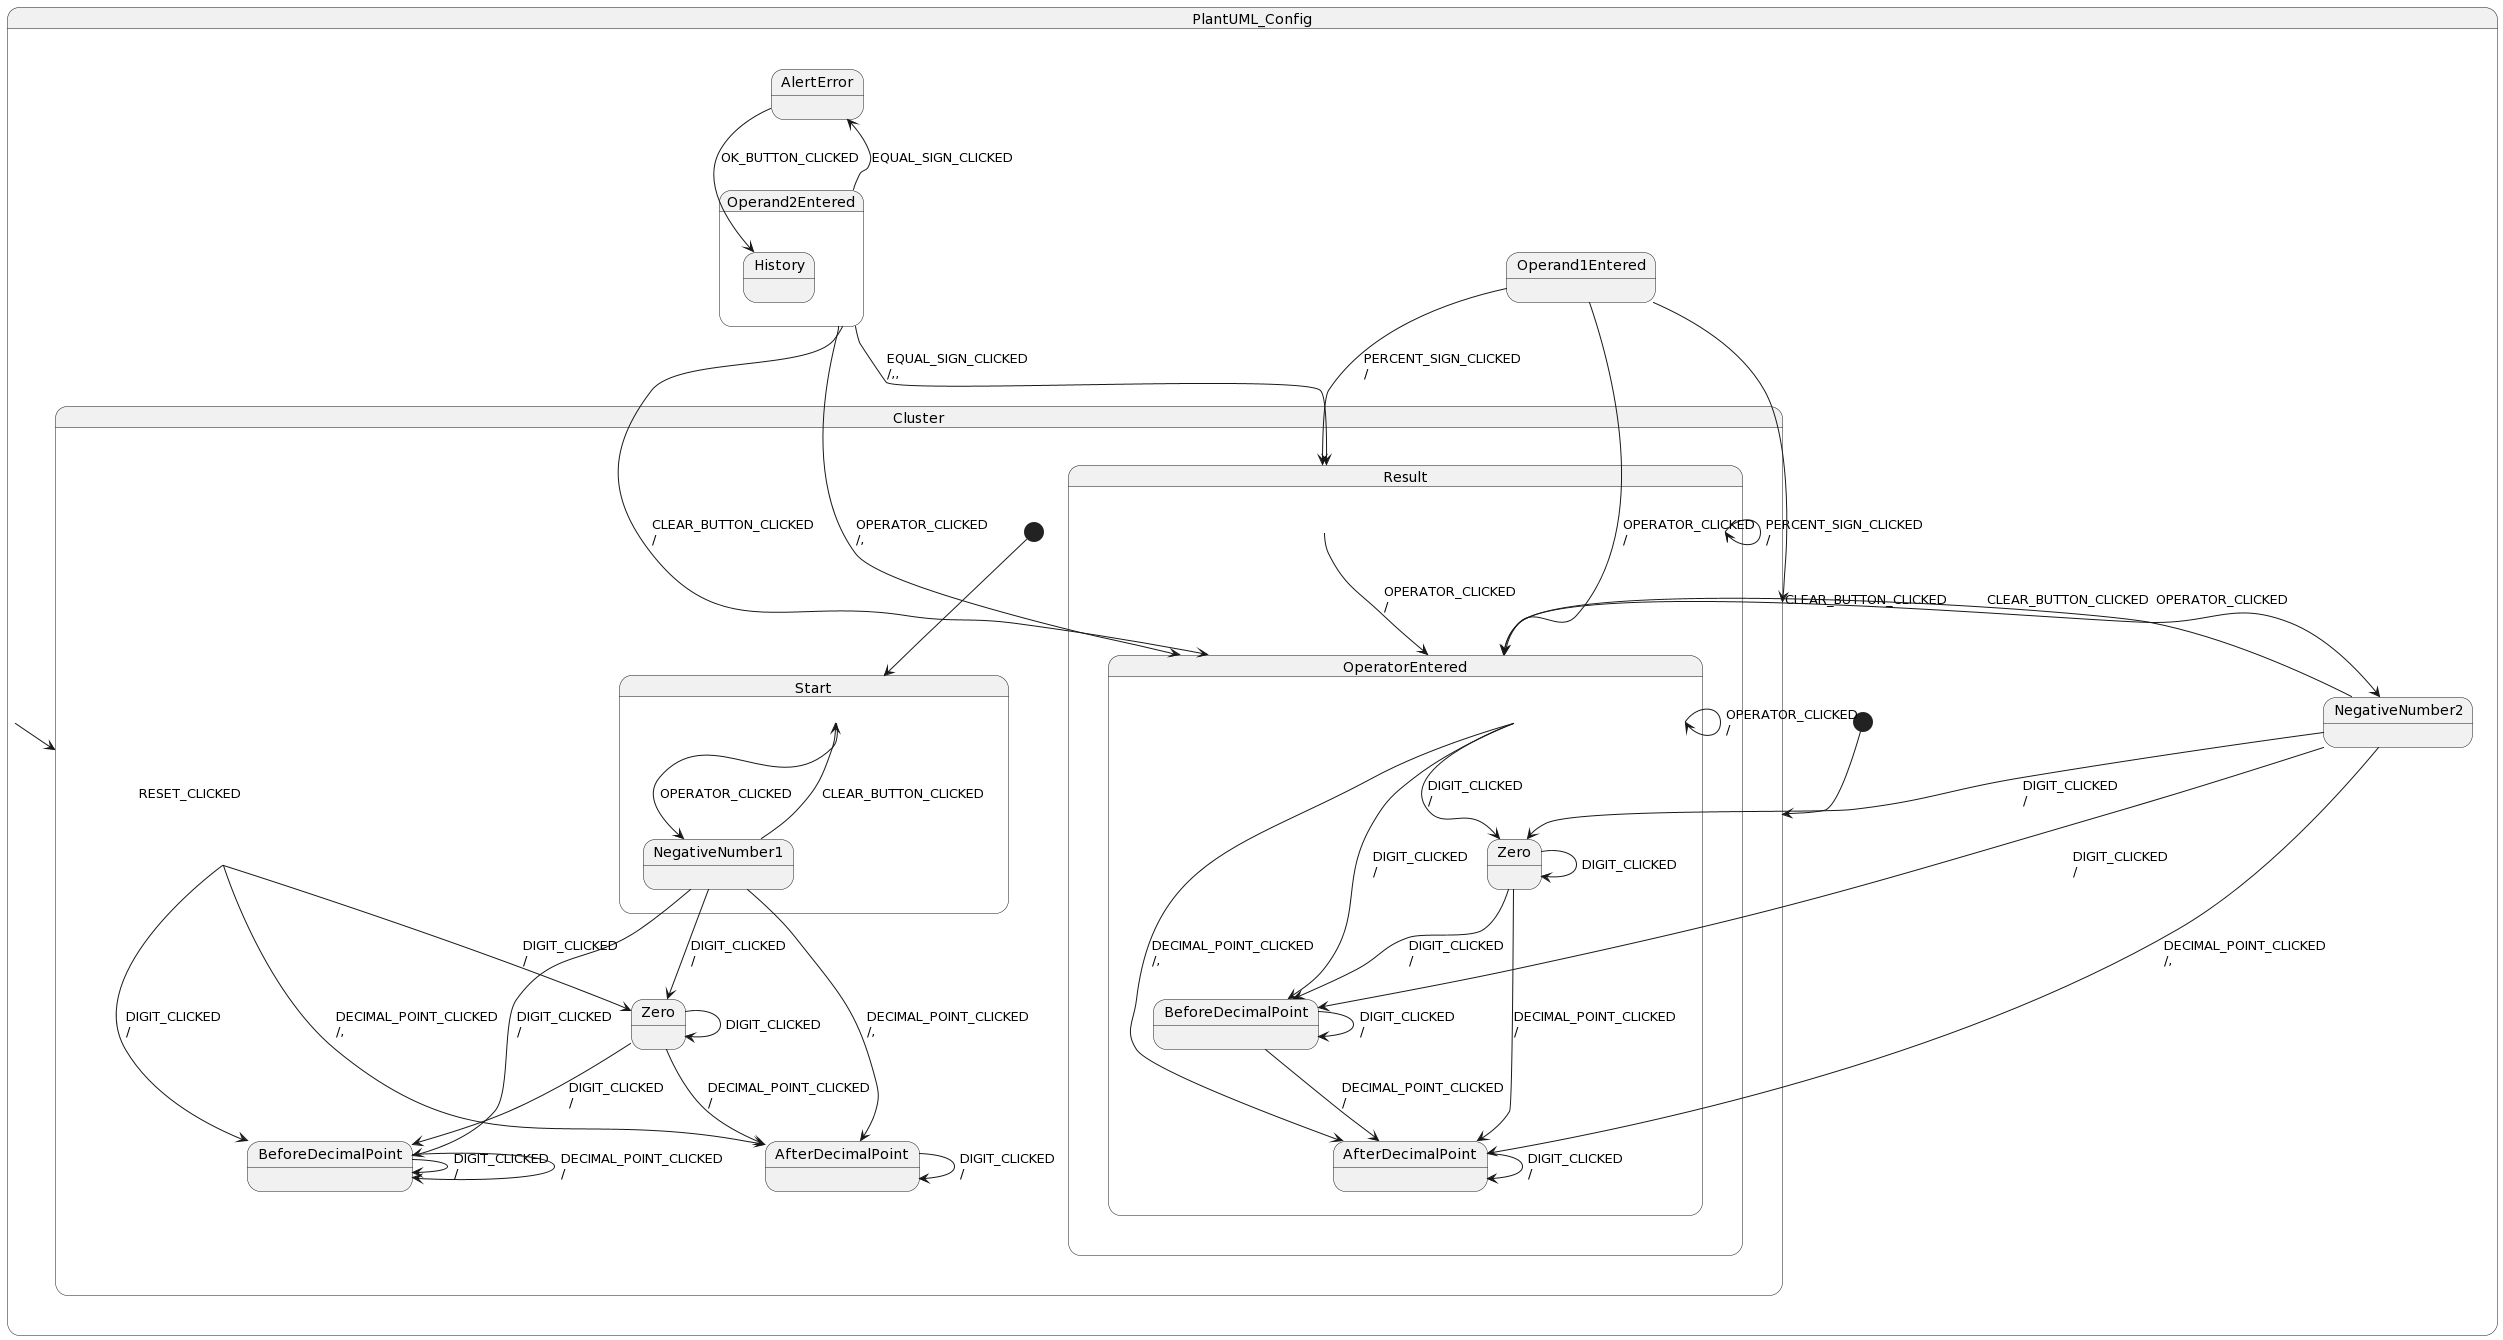 PlantUML_Config
AlertError
OK_BUTTON_CLICKED
EQUAL_SIGN_CLICKED
Operand2Entered
History
Operand1Entered
EQUAL_SIGN_CLICKED
/,,
PERCENT_SIGN_CLICKED
/
Cluster
Result
CLEAR_BUTTON_CLICKED
/
OPERATOR_CLICKED
/,
OPERATOR_CLICKED
/
PERCENT_SIGN_CLICKED
/
OPERATOR_CLICKED
/
CLEAR_BUTTON_CLICKED
CLEAR_BUTTON_CLICKED
OPERATOR_CLICKED
OperatorEntered
Start
NegativeNumber2
OPERATOR_CLICKED
/
RESET_CLICKED
OPERATOR_CLICKED
CLEAR_BUTTON_CLICKED
DIGIT_CLICKED
/
DIGIT_CLICKED
/
NegativeNumber1
Zero
DIGIT_CLICKED
/
DIGIT_CLICKED
DIGIT_CLICKED
/
DIGIT_CLICKED
/
DIGIT_CLICKED
/
DECIMAL_POINT_CLICKED
/,
DIGIT_CLICKED
/
DECIMAL_POINT_CLICKED
/,
Zero
BeforeDecimalPoint
DIGIT_CLICKED
/
DECIMAL_POINT_CLICKED
/,
DIGIT_CLICKED
/
DIGIT_CLICKED
DECIMAL_POINT_CLICKED
/,
DIGIT_CLICKED
/
DECIMAL_POINT_CLICKED
/
DIGIT_CLICKED
/
DECIMAL_POINT_CLICKED
/
DECIMAL_POINT_CLICKED
/
BeforeDecimalPoint
DIGIT_CLICKED
/
DECIMAL_POINT_CLICKED
/
AfterDecimalPoint
DIGIT_CLICKED
/
AfterDecimalPoint
DIGIT_CLICKED
/